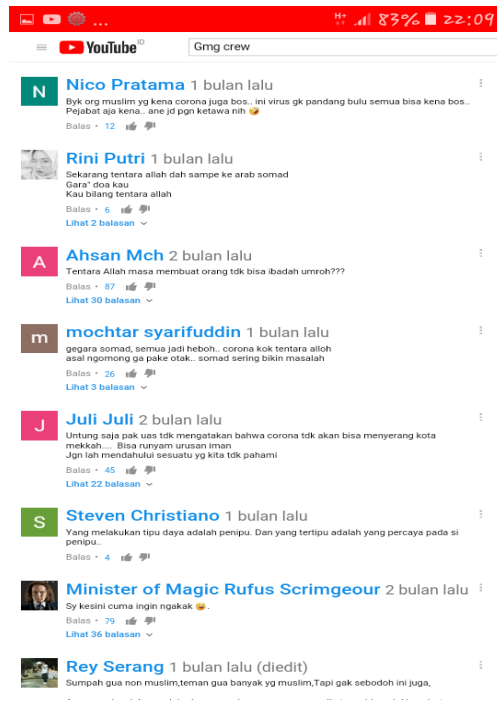 83% 22:09
YouTube ID
Gmg crew
N
Nico Pratama 1 bulan lalu
Byk org muslim yg kena corona juga bos.. ini virus gk pandang bulu semua bisa kena bos..
Pejabat aja kena.. ane jd pgn ketawa nih 🤣
Balas • 12
Rini Putri 1 bulan lalu
Sekarang tentara allah dah sampe ke arab somad
Gara" doa kau
Kau bilang tentara allah
Balas • 6
Lihat 2 balasan
A
Ahsan Mch 2 bulan lalu
Tentara Allah masa membuat orang tdk bisa ibadah umroh???
Balas • 87
Lihat 30 balasan
m
mochtar syarifuddin 1 bulan lalu
gegara somad, semua jadi heboh.. corona kok tentara alloh
asal ngomong ga pake otak.. somad sering bikin masalah
Balas • 26
Lihat 3 balasan
J
Juli Juli 2 bulan lalu
Untung saja pak uas tdk mengatakan bahwa corona tdk akan bisa menyerang kota
mekkah.... Bisa runyam urusan iman
Jgn lah mendahului sesuatu yg kita tdk pahami
Balas • 45
Lihat 22 balasan
S
Steven Christiano 1 bulan lalu
Yang melakukan tipu daya adalah penipu. Dan yang tertipu adalah yang percaya pada si
penipu..
Balas • 4
Minister of Magic Rufus Scrimgeour 2 bulan lalu
Sy kesini cuma ingin ngakak 😂 .
Balas • 79
Lihat 36 balasan
Rey Serang 1 bulan lalu (diedit)
Sumpah gua non muslim,teman gua banyak yg muslim,Tapi gak sebodoh ini juga,